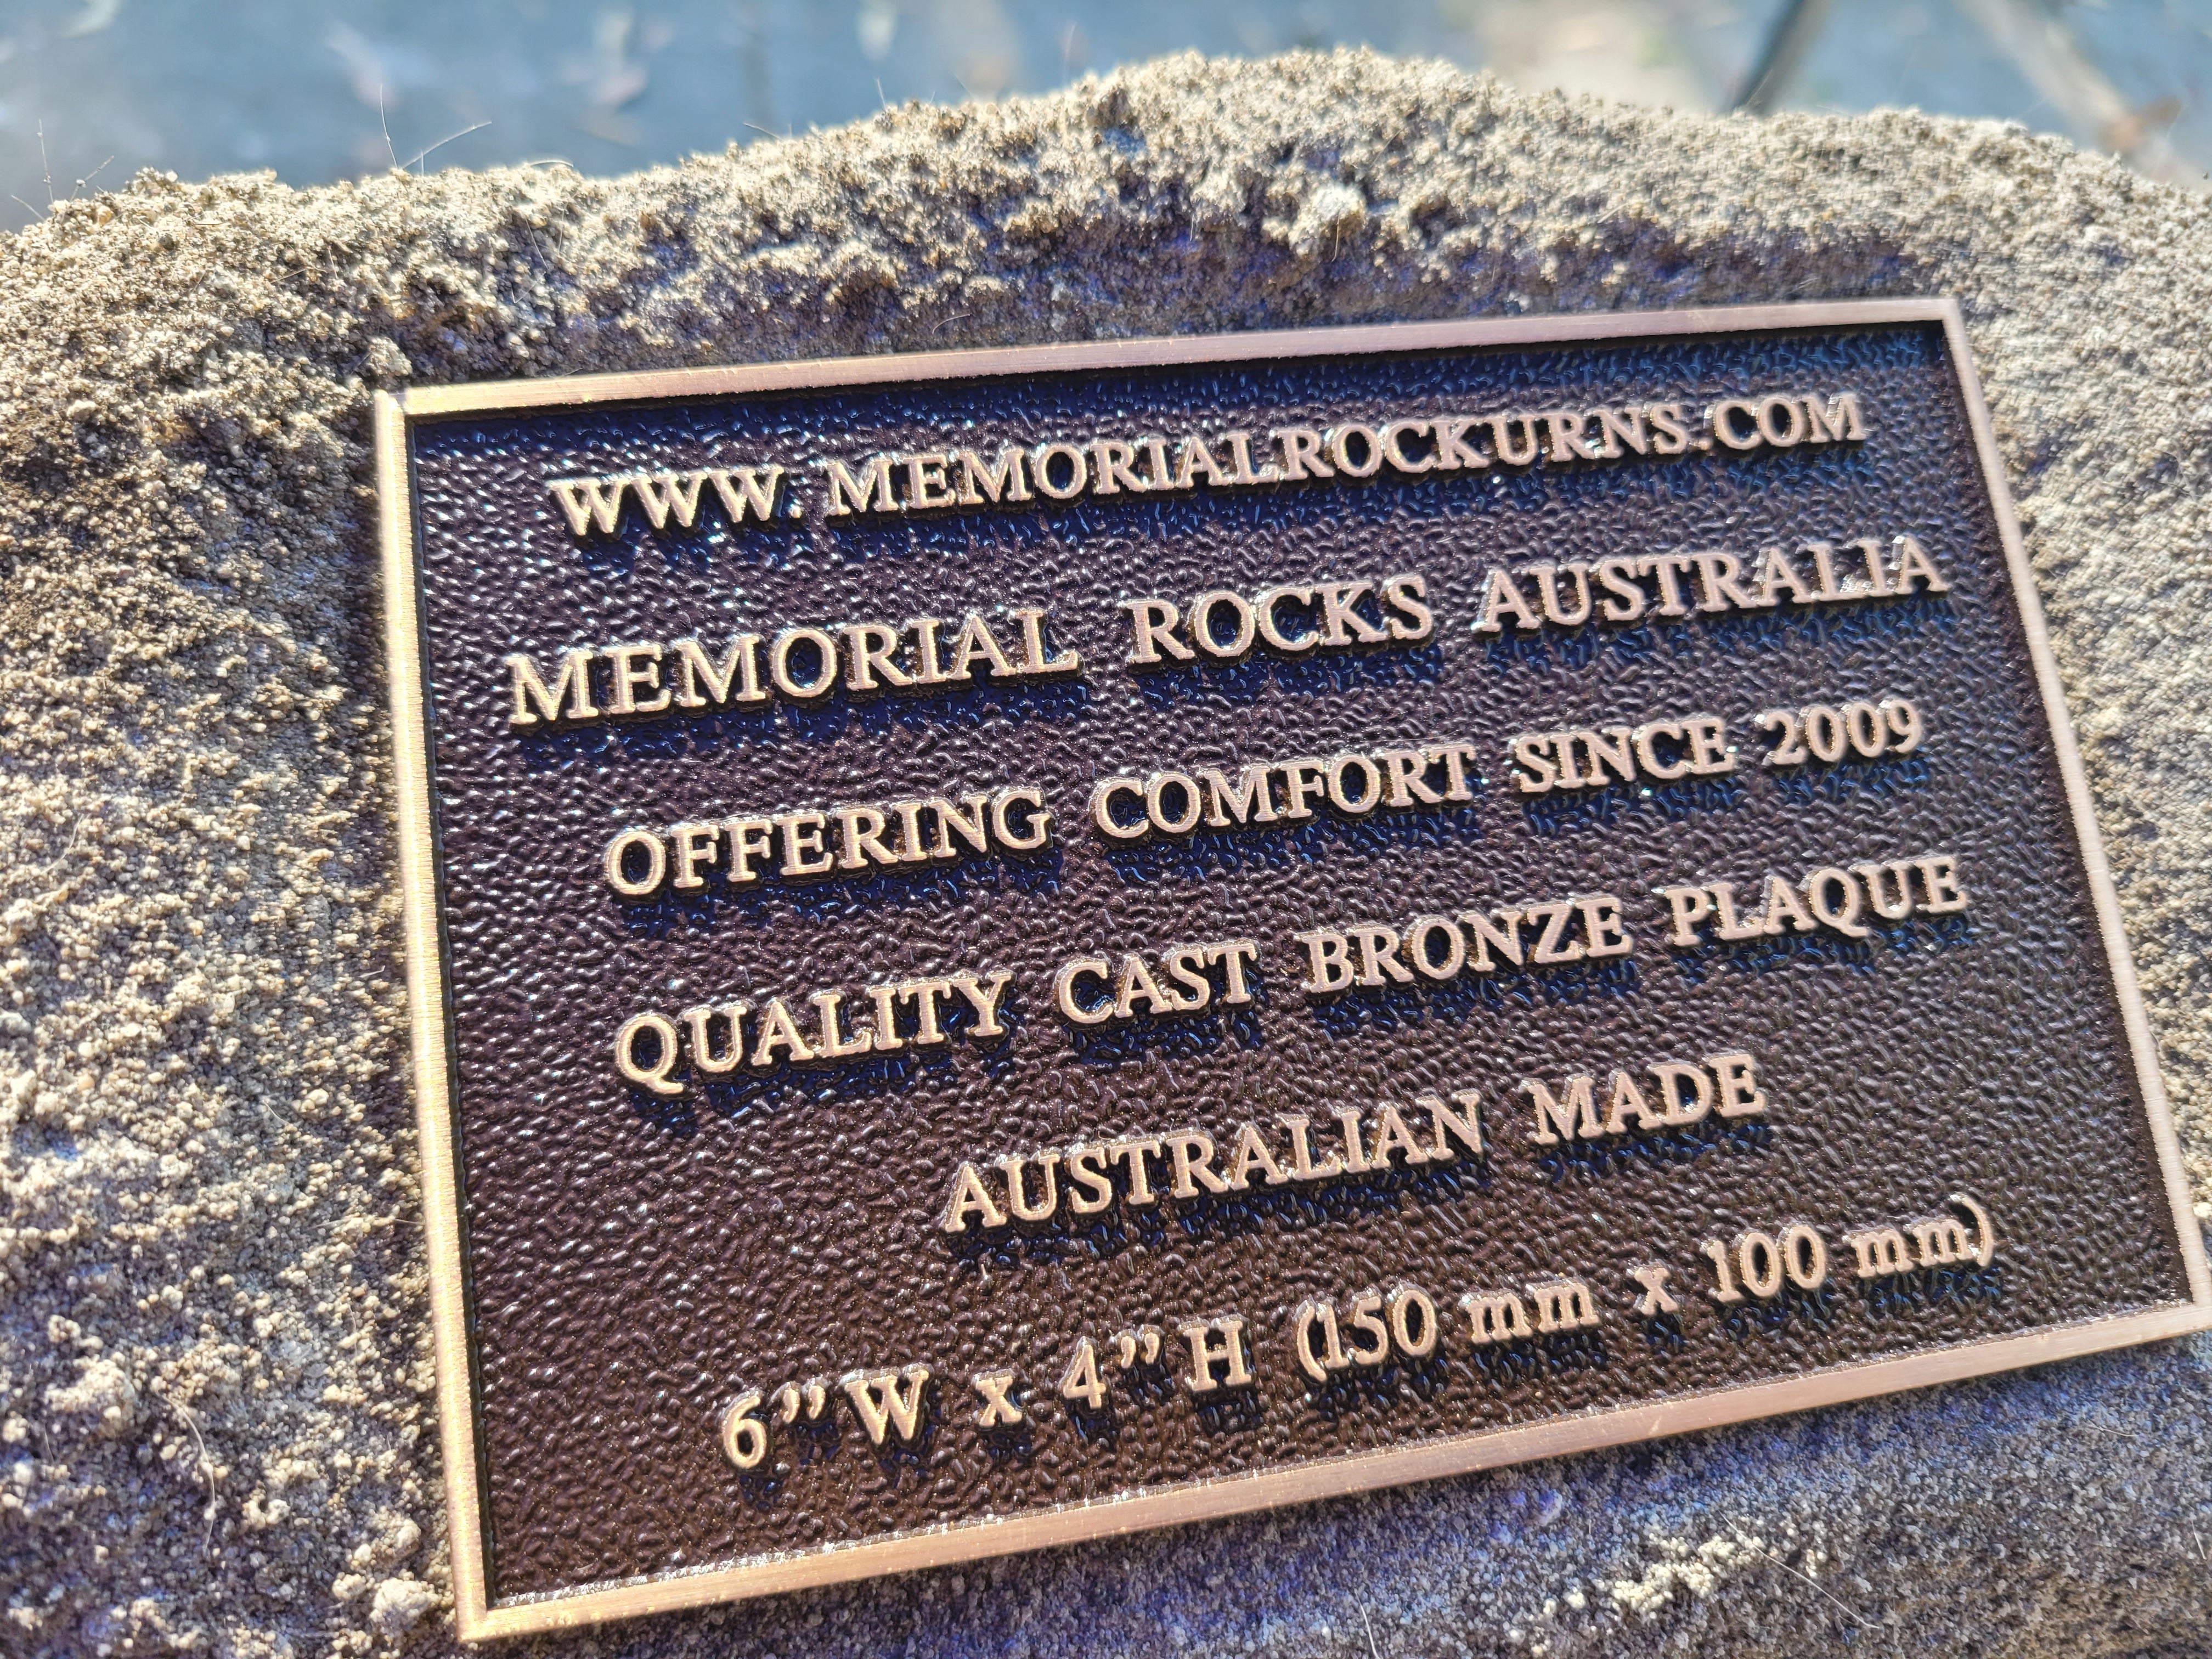 WWW.MEMORIALROCKURNS.COM
MEMORIAL ROCKS AUSTRALIA
OFFERING COMFORT SINCE 2009
QUALITY CAST BRONZE PLAQUE
AUSTRALIAN MADE
6”W x 4”H (150 mm x 100 mm)